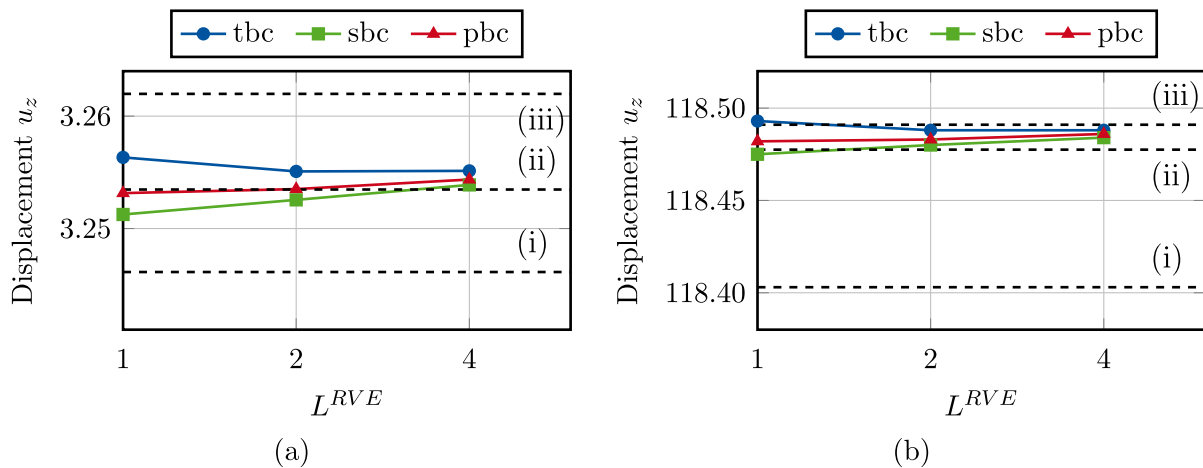 tbc sbc pbc
Displacement u_z
3.26
3.25
(iii)
(ii)
(i)
1 2 4
L^{RVE}
(a)
tbc sbc pbc
Displacement u_z
118.50
118.45
118.40
(iii)
(ii)
(i)
1 2 4
L^{RVE}
(b)